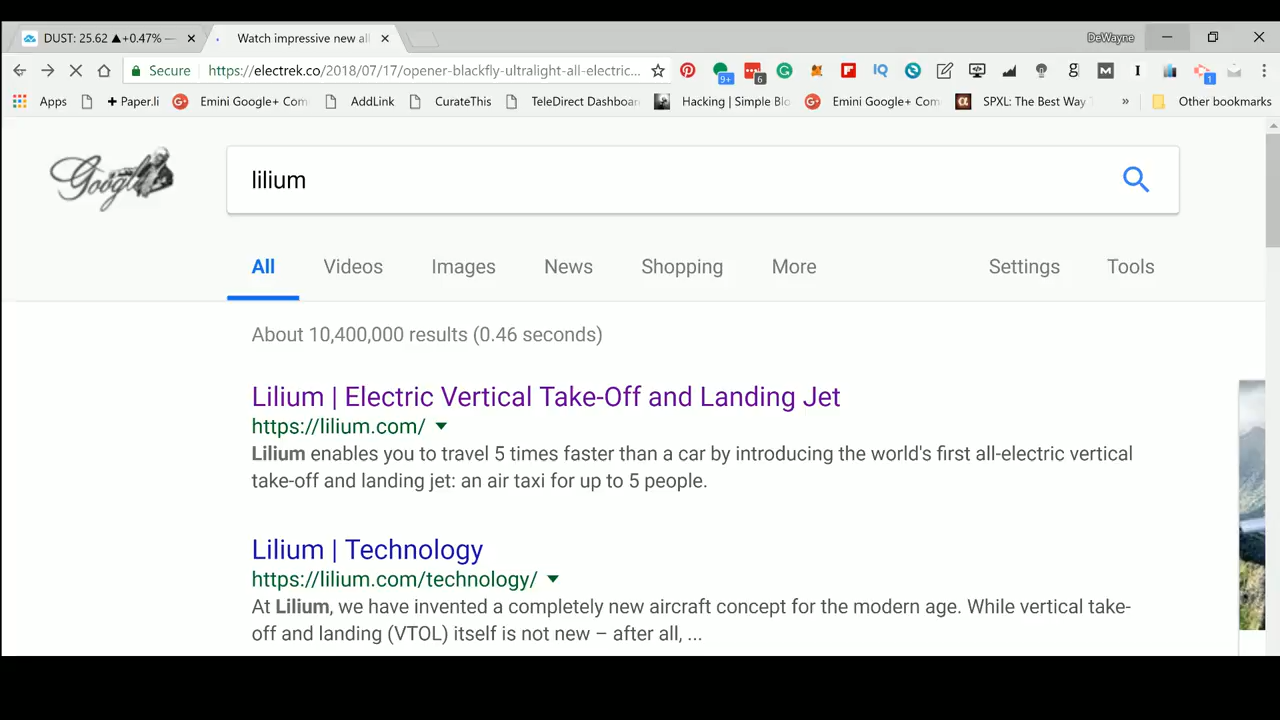 DUST: 25.62 ▲+0.47% —
Watch impressive new all
DeWayne
Secure
https://electrek.co/2018/07/17/opener-blackfly-ultralight-all-electric...
9+
6
IQ
g
M
I
1
Apps
+ Paper.li
Emini Google+ Com
AddLink
CurateThis
TeleDirect Dashboar
Hacking | Simple Blo
Emini Google+ Com
SPXL: The Best Way T
»
Other bookmarks
Google
lilium
All
Videos
Images
News
Shopping
More
Settings
Tools
About 10,400,000 results (0.46 seconds)
Lilium | Electric Vertical Take-Off and Landing Jet
https://lilium.com/
Lilium enables you to travel 5 times faster than a car by introducing the world's first all-electric vertical
take-off and landing jet: an air taxi for up to 5 people.
Lilium | Technology
https://lilium.com/technology/
At Lilium, we have invented a completely new aircraft concept for the modern age. While vertical take-
off and landing (VTOL) itself is not new – after all, ...